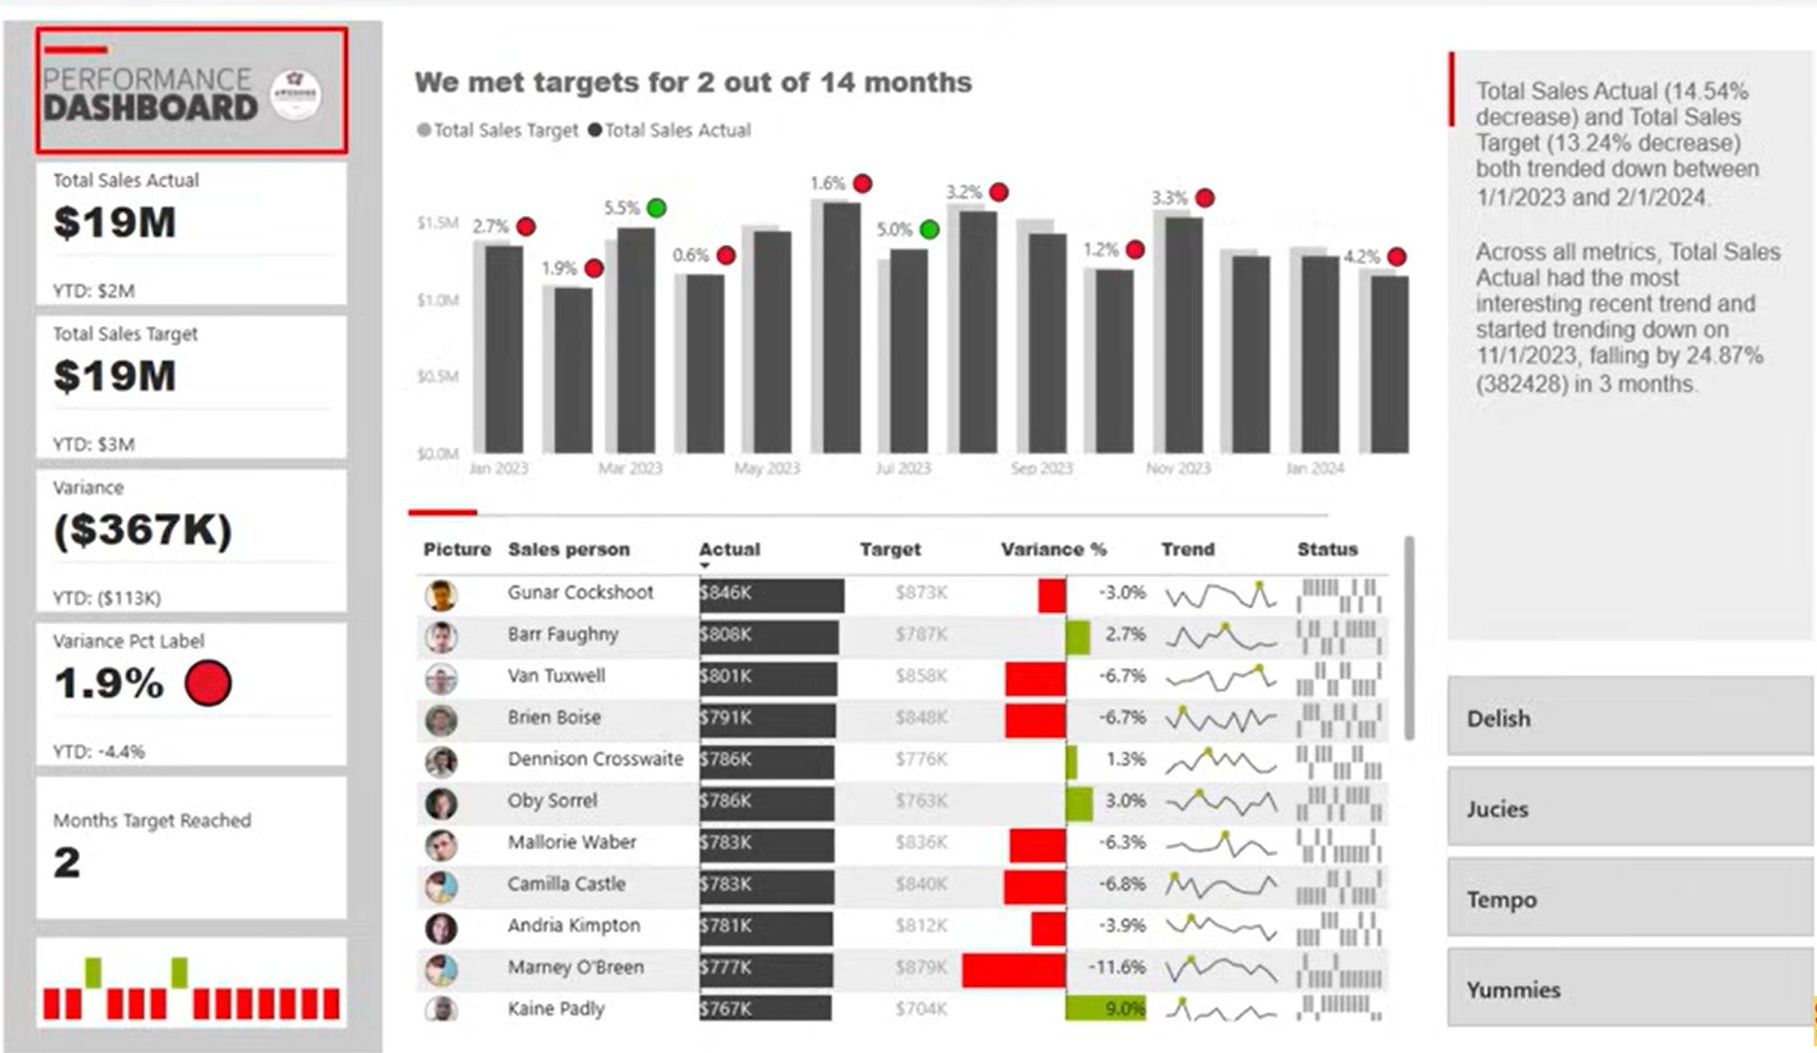 PERFORMANCE
DASHBOARD
Total Sales Actual
$19M
YTD: $2M
Total Sales Target
$19M
YTD: $3M
Variance
($367K)
YTD: ($113K)
Variance Pct Label
1.9%
YTD: -4.4%
Months Target Reached
2
We met targets for 2 out of 14 months
Total Sales Target Total Sales Actual
$1.5M
$1.0M
$0.5M
$0.0M
2.7%
1.9%
5.5%
0.6%
1.6%
5.0%
3.2%
1.2%
3.3%
4.2%
Jan 2023 Mar 2023 May 2023 Jul 2023 Sep 2023 Nov 2023 Jan 2024
Picture Sales person Actual Target Variance % Trend Status
Gunar Cockshoot $846K $873K -3.0%
Barr Faughny $808K $787K 2.7%
Van Tuxwell $801K $858K -6.7%
Brien Boise $791K $848K -6.7%
Dennison Crosswaite $786K $776K 1.3%
Oby Sorrel $786K $763K 3.0%
Mallorie Waber $783K $836K -6.3%
Camilla Castle $783K $840K -6.8%
Andria Kimpton $781K $812K -3.9%
Marney O'Breen $777K $879K -11.6%
Kaine Padly $767K $704K 9.0%
Total Sales Actual (14.54%
decrease) and Total Sales
Target (13.24% decrease)
both trended down between
1/1/2023 and 2/1/2024.
Across all metrics, Total Sales
Actual had the most
interesting recent trend and
started trending down on
11/1/2023, falling by 24.87%
(382428) in 3 months.
Delish
Jucies
Tempo
Yummies